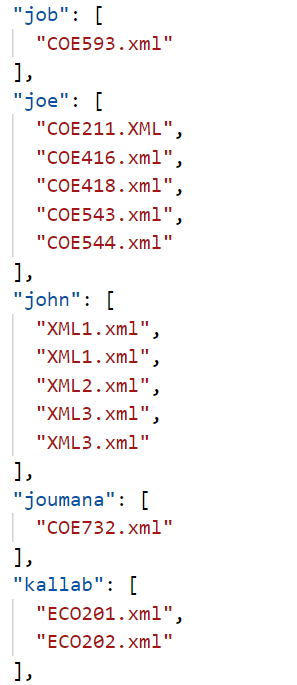 "job": [
"COE593.xml"
],
"joe": [
"COE211.XML",
"COE416.xml",
"COE418.xml",
"COE543.xml",
"COE544.xml"
],
"john": [
"XML1.xml",
"XML1.xml",
"XML2.xml",
"XML3.xml",
"XML3.xml"
],
"joumana": [
"COE732.xml"
],
"kallab": [
"ECO201.xml",
"ECO202.xml"
],